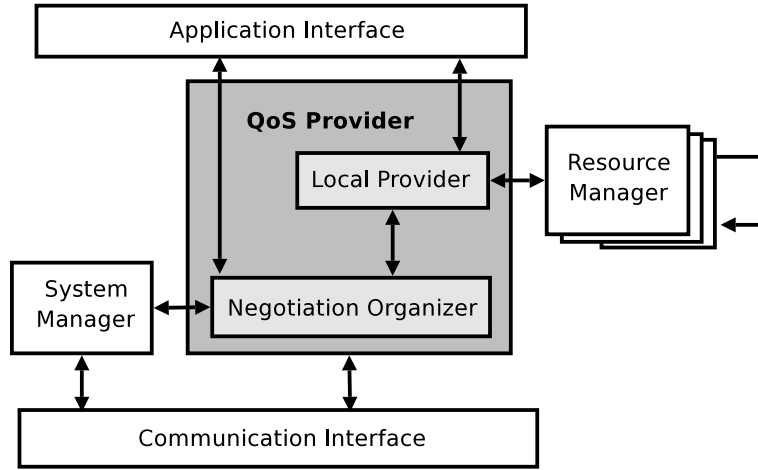 Application Interface
QoS Provider
Local Provider
Resource
Manager
System
Manager
Negotiation Organizer
Communication Interface